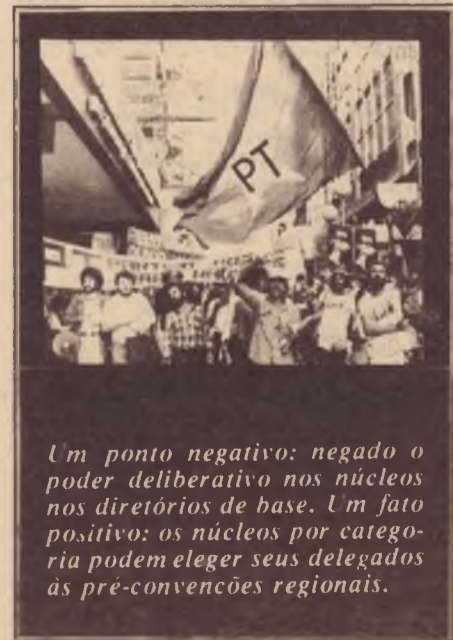 PT
Um ponto negativo: negado o
poder deliberativo nos núcleos
nos diretórios de base. Um fato
positivo: os núcleos por catego-
ria podem eleger seus delegados
às pré-convencões regionais.